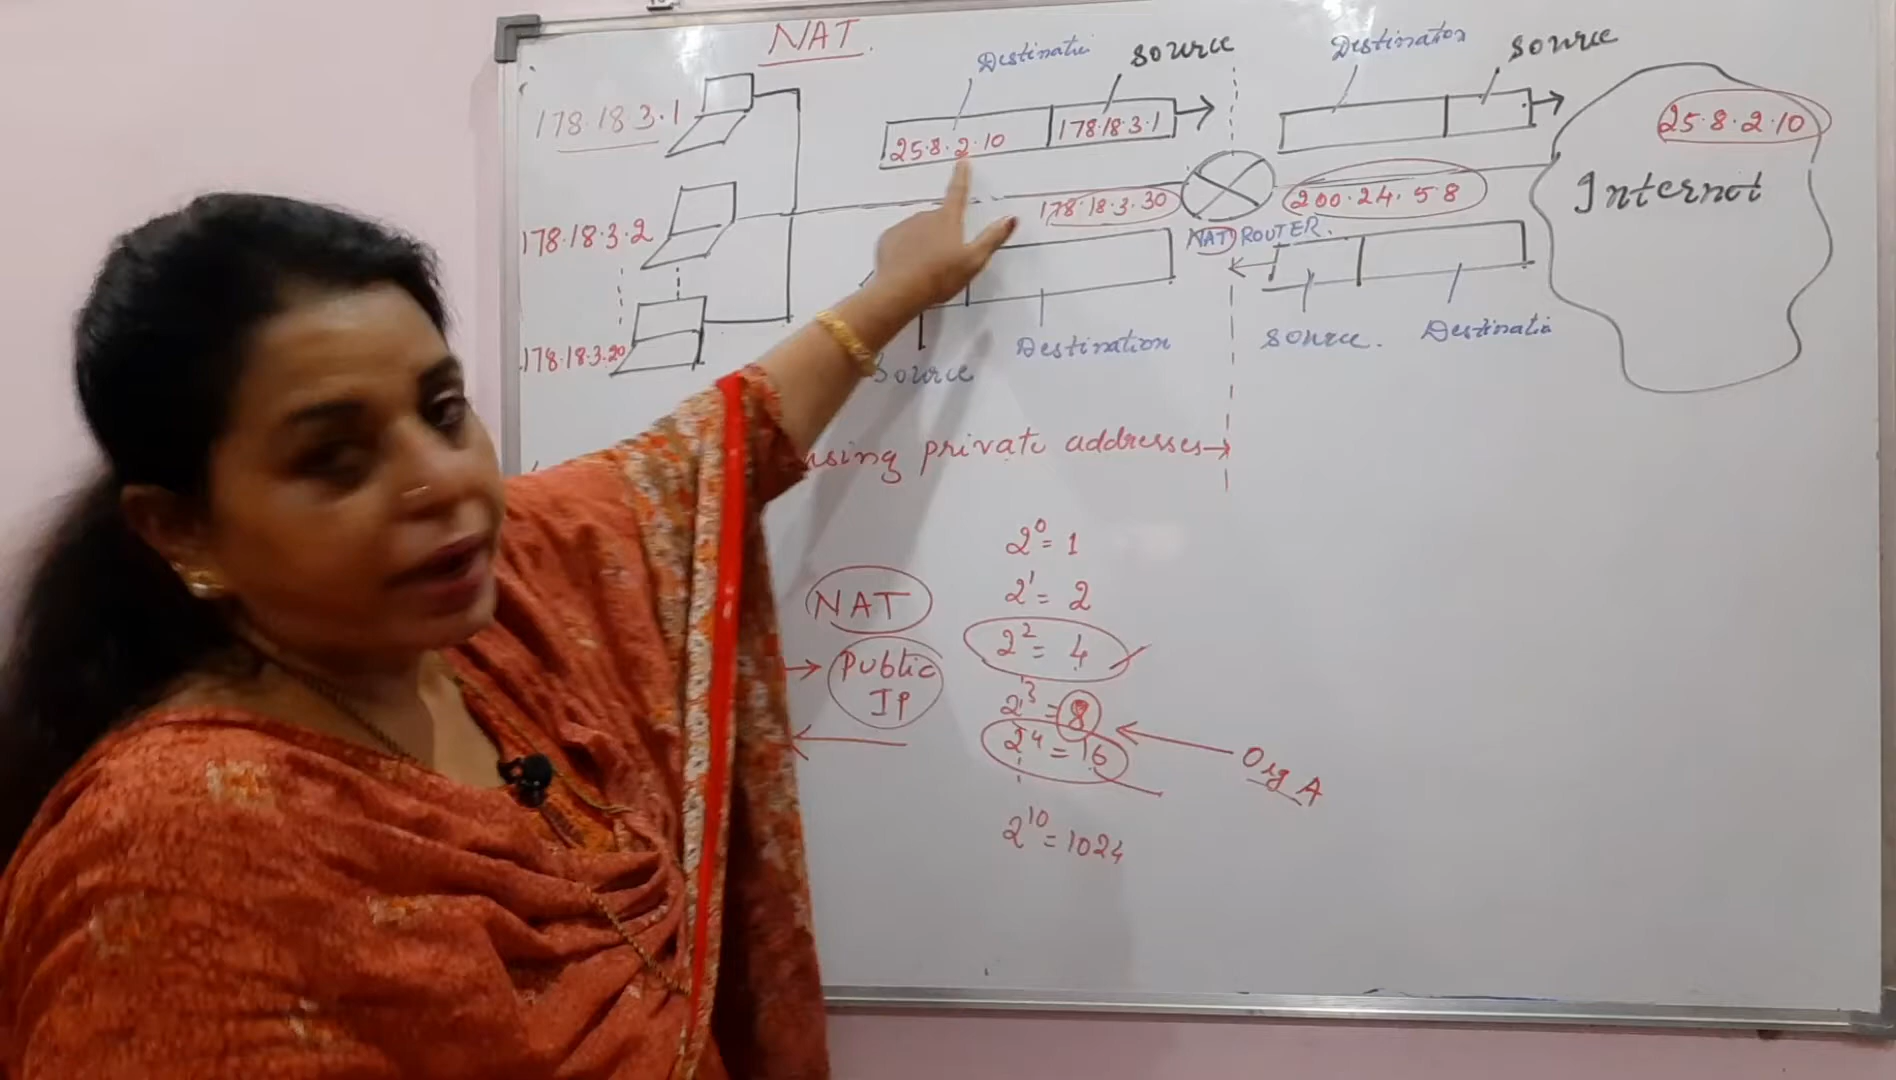 NAT.
Destinati
source
Destination
source
178.18.3.1
25.8.2.10
178.18.3.1
25.8.2.10
178.18.3.2
178.18.3.30
200.24.5.8
Internet
NAT ROUTER.
178.18.3.20
Source
Destination
source.
Destinatio
using private addresses
2⁰ = 1
NAT
2¹ = 2
2² = 4
Public
IP
2³ = 8
2⁴ = 16
Org A
2¹⁰ = 1024